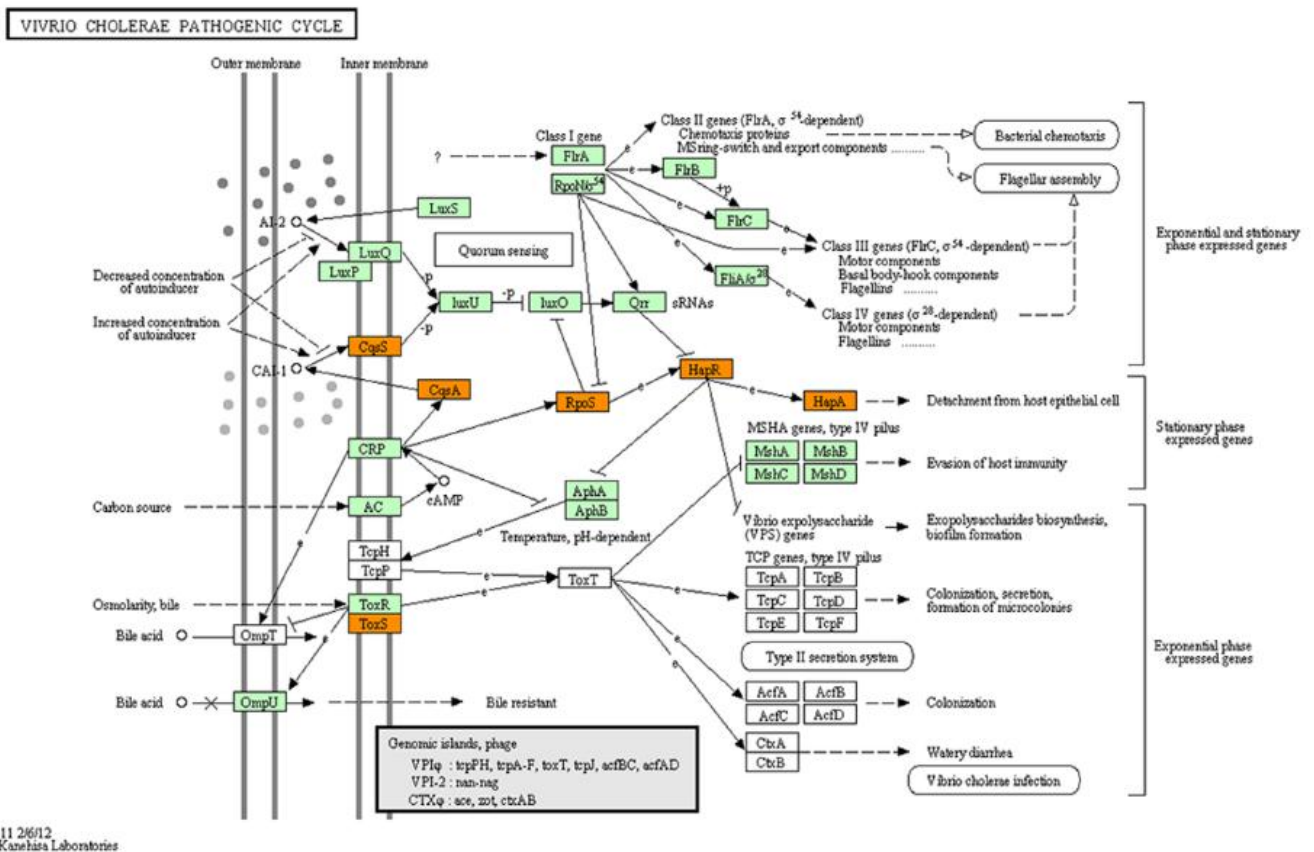 VIVRIO CHOLERAE PATHOGENIC CYCLE
Outer membrane
Inner membrane
Class I gene
?
FlrA
RpoN/σ54
Class II genes (FlrA, σ 54-dependent)
Chemotaxis proteins
MSring-switch and export components ..........
Bacterial chemotaxis
Flagellar assembly
e
e
FlrB
+p
e
FlrC
e
e
Class III genes (FlrC, σ54 -dependent)
Motor components
Basal body-hook components
Flagellins ..........
FliA/σ28
e
Class IV genes (σ 28-dependent)
Motor components
Flagellins ..........
Exponential and stationary
phase expressed genes
AI-2
LuxS
LuxQ
LuxP
Quorum sensing
Decreased concentration
of autoinducer
Increased concentration
of autoinducer
-p
luxU
-p
luxO
Qrr
sRNAs
-p
CqsS
CAI-1
CqsA
RpoS
e
HapR
e
HapA
Detachment from host epithelial cell
MSHA genes, type IV pilus
MshA
MshB
MshC
MshD
Evasion of host immunity
Stationary phase
expressed genes
CRP
cAMP
Carbon source
AC
AphA
AphB
Temperature, pH-dependent
e
e
Vibrio expolysaccharide
(VPS) genes
Exopolysaccharides biosynthesis,
biofilm formation
TcpH
TcpP
e
ToxT
TCP genes, type IV pilus
TcpA
TcpB
TcpC
TcpD
TcpE
TcpF
e
Colonization, secretion,
formation of microcolonies
Osmolarity, bile
ToxR
ToxS
e
Bile acid
OmpT
e
Type II secretion system
Exponential phase
expressed genes
e
e
AcfA
AcfB
AcfC
AcfD
Colonization
Bile acid
OmpU
Bile resistant
CtxA
CtxB
Watery diarrhea
Vibrio cholerae infection
Genomic islands, phage
VPIφ : tcpPH, tcpA-F, toxT, tcpJ, acfBC, acfAD
VPI-2 : nan-nag
CTXφ : ace, zot, ctxAB
11 2/6/12
Kanehisa Laboratories